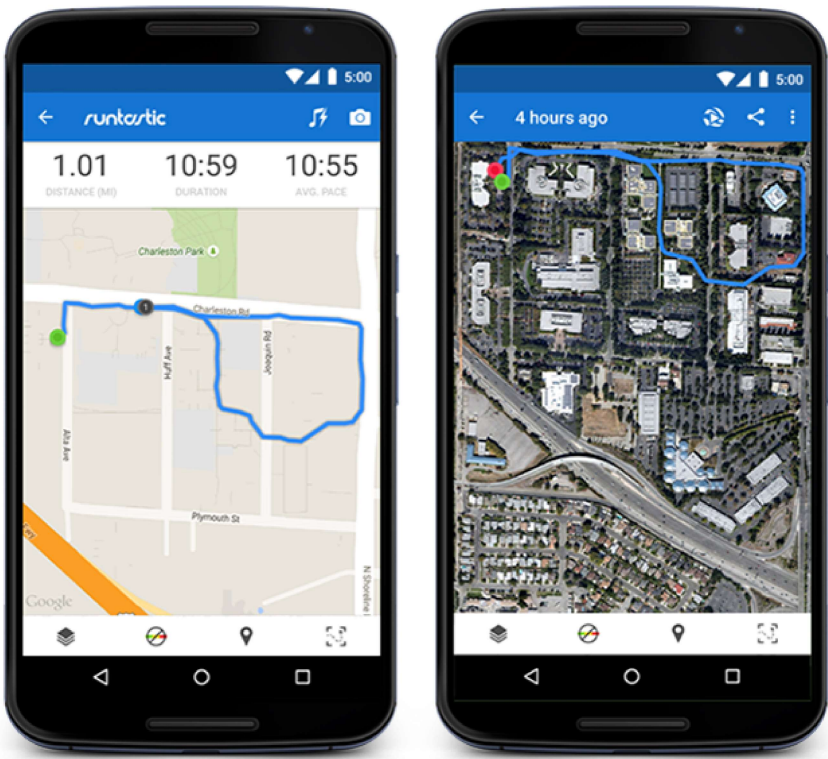 5:00
runtastic
1.01 10:59 10:55
DISTANCE (MI) DURATION AVG. PACE
Charleston Park
1
Charleston Rd
Huff Ave
Joaquin Rd
Alta Ave
Plymouth St
N Shoreline
Google
5:00
4 hours ago